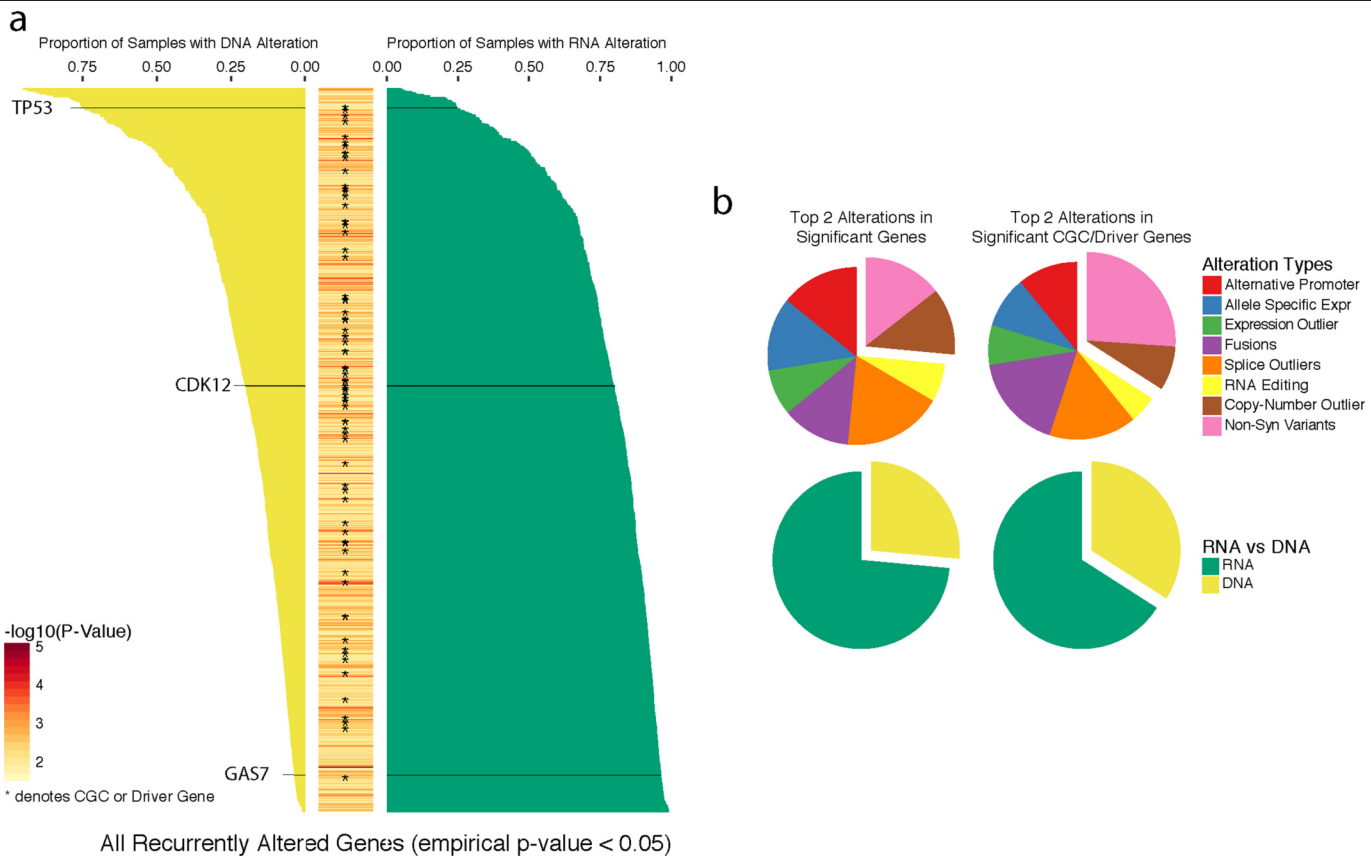 a
Proportion of Samples with DNA Alteration
Proportion of Samples with RNA Alteration
0.75 0.50 0.25 0.00
0.00 0.25 0.50 0.75 1.00
TP53
CDK12
GAS7
-log10(P-Value)
5
4
3
2
* denotes CGC or Driver Gene
All Recurrently Altered Genes (empirical p-value < 0.05)
b
Top 2 Alterations in
Significant Genes
Top 2 Alterations in
Significant CGC/Driver Genes
Alteration Types
Alternative Promoter
Allele Specific Expr
Expression Outlier
Fusions
Splice Outliers
RNA Editing
Copy-Number Outlier
Non-Syn Variants
RNA vs DNA
RNA
DNA